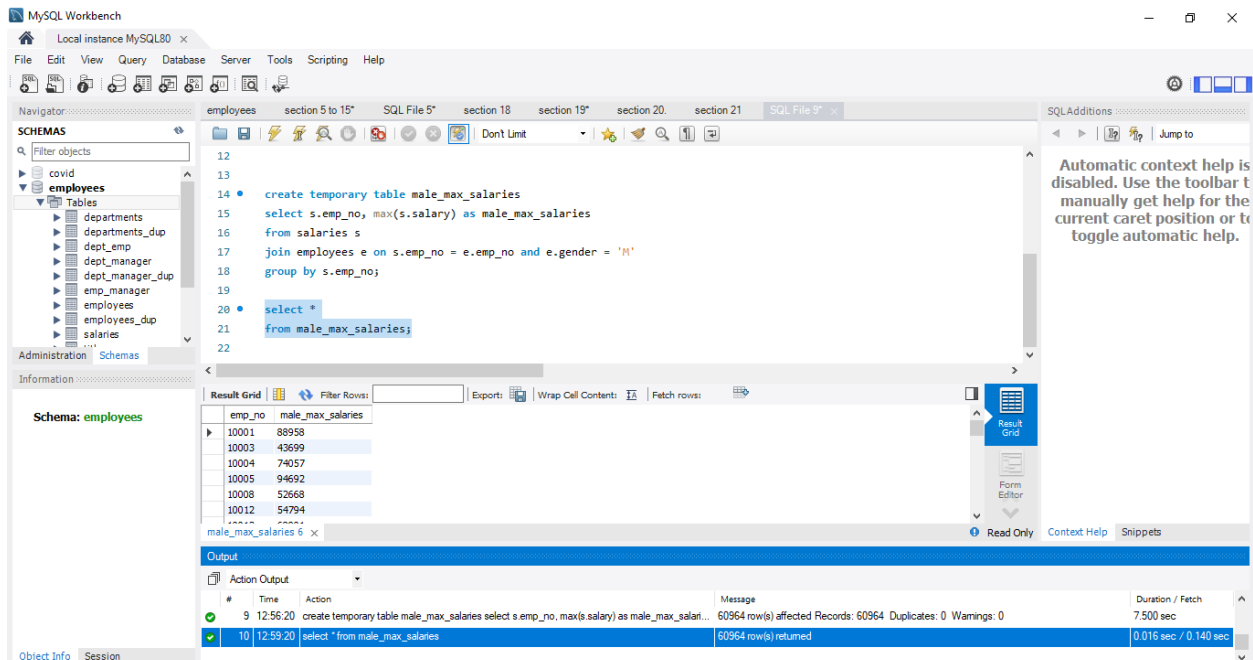 MySQL Workbench
Local instance MySQL80
File Edit View Query Database Server Tools Scripting Help
Navigator
SCHEMAS
Filter objects
covid
employees
Tables
departments
departments_dup
dept_emp
dept_manager
dept_manager_dup
emp_manager
employees
employees_dup
salaries
Administration Schemas
Information
Schema: employees
Object Info Session
employees section 5 to 15* SQL File 5* section 18 section 19* section 20. section 21 SQL File 9*
Don't Limit
12
13
14 create temporary table male_max_salaries
15 select s.emp_no, max(s.salary) as male_max_salaries
16 from salaries s
17 join employees e on s.emp_no = e.emp_no and e.gender = 'M'
18 group by s.emp_no;
19
20 select *
21 from male_max_salaries;
22
Result Grid Filter Rows: Export: Wrap Cell Content: Fetch rows:
emp_no male_max_salaries
10001 88958
10003 43699
10004 74057
10005 94692
10008 52668
10012 54794
Result Grid
Form Editor
male_max_salaries 6
Read Only
SQLAdditions
Jump to
Automatic context help is
disabled. Use the toolbar t
manually get help for the
current caret position or to
toggle automatic help.
Context Help Snippets
Output
Action Output
# Time Action Message Duration / Fetch
9 12:56:20 create temporary table male_max_salaries select s.emp_no, max(s.salary) as male_max_salari... 60964 row(s) affected Records: 60964 Duplicates: 0 Warnings: 0 7.500 sec
10 12:59:20 select * from male_max_salaries 60964 row(s) returned 0.016 sec / 0.140 sec